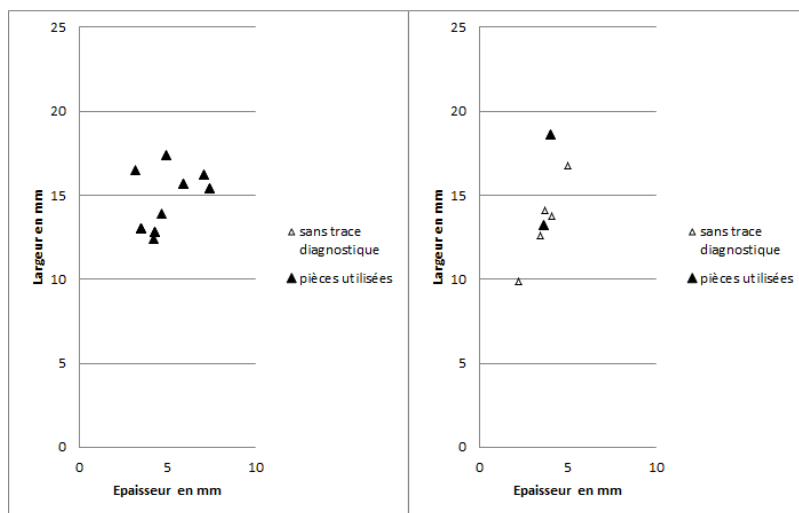 25
20
15
10
5
0
0 5 10
Largeur en mm
Epaisseur en mm
sans trace
diagnostique
pièces utilisées
25
20
15
10
5
0
0 5 10
Largeur en mm
Epaisseur en mm
sans trace
diagnostique
pièces utilisées